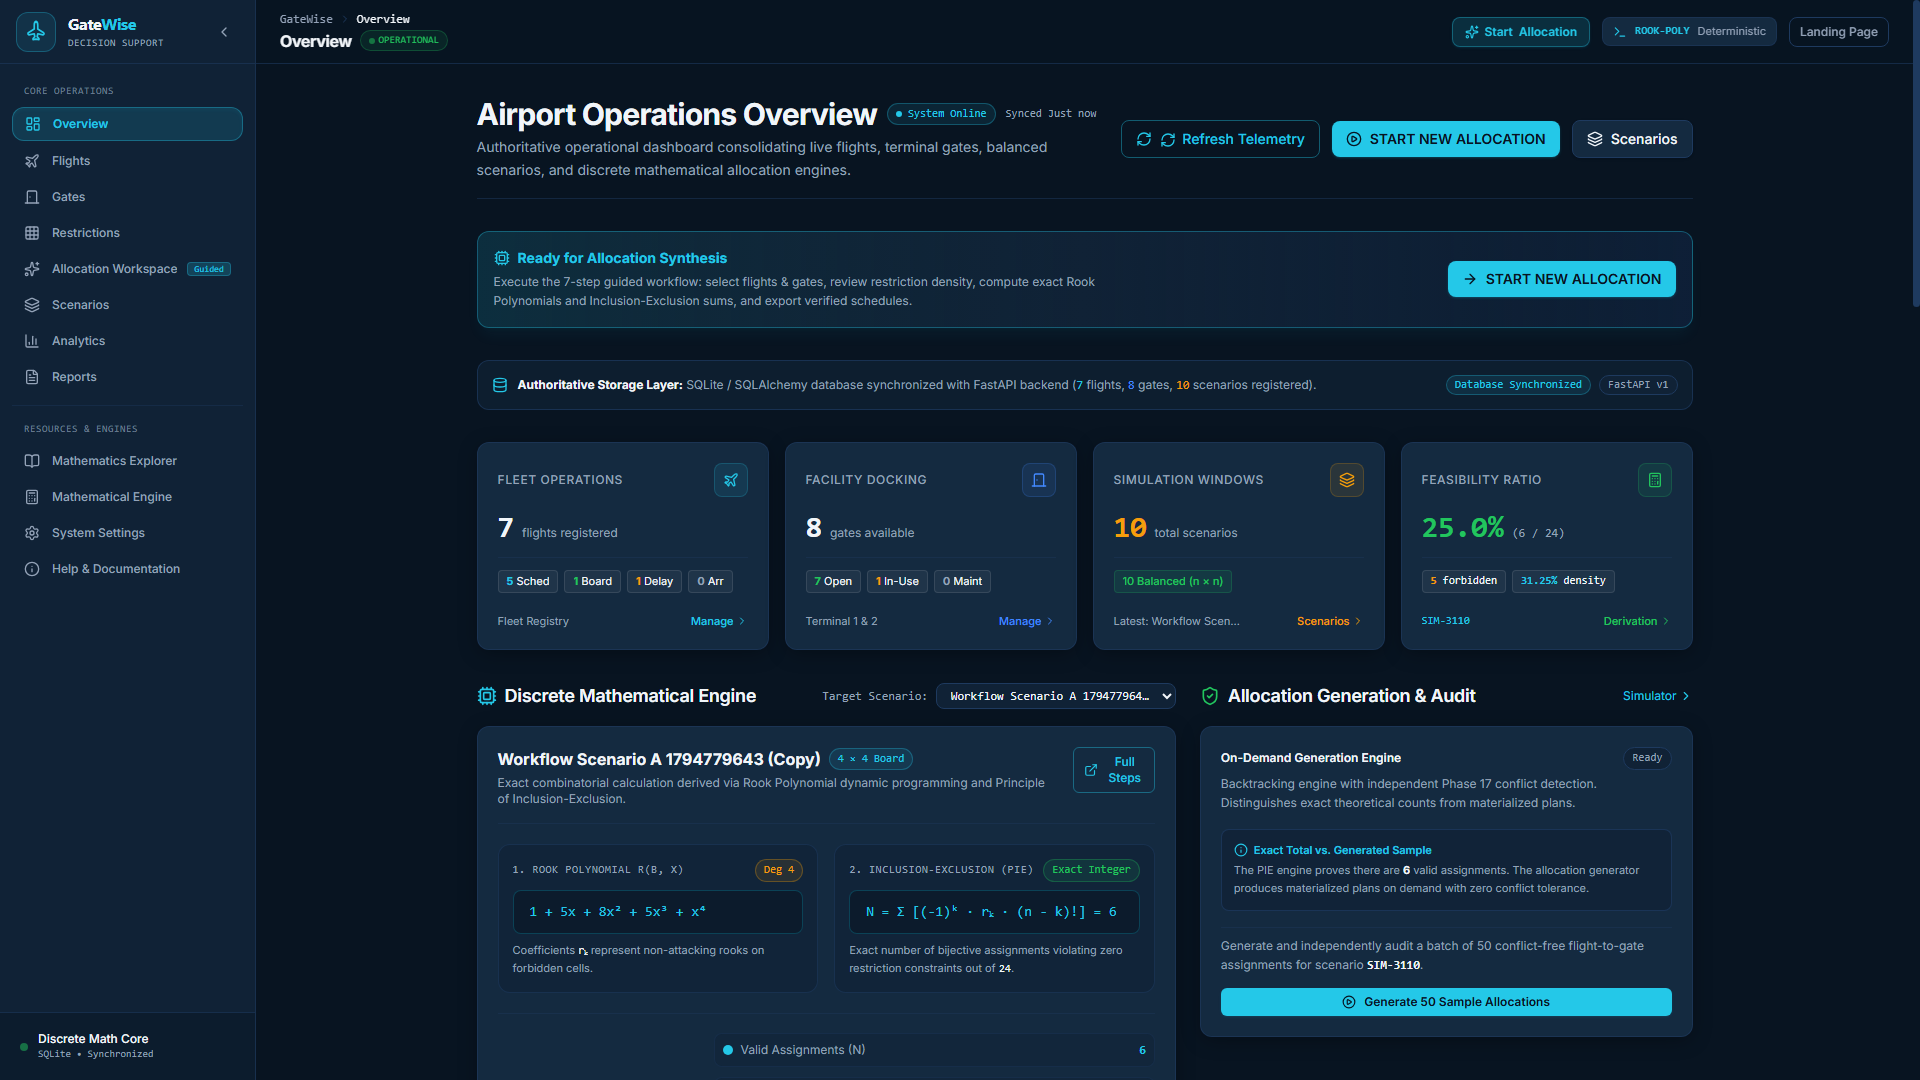 GateWise
DECISION SUPPORT
CORE OPERATIONS
Overview
Flights
Gates
Restrictions
Allocation Workspace Guided
Scenarios
Analytics
Reports
RESOURCES & ENGINES
Mathematics Explorer
Mathematical Engine
System Settings
Help & Documentation
Discrete Math Core
SQLite • Synchronized
GateWise > Overview
Overview OPERATIONAL
Start Allocation
ROOK-POLY Deterministic
Landing Page
Airport Operations Overview System Online Synced Just now
Authoritative operational dashboard consolidating live flights, terminal gates, balanced
scenarios, and discrete mathematical allocation engines.
Refresh Telemetry
START NEW ALLOCATION
Scenarios
Ready for Allocation Synthesis
Execute the 7-step guided workflow: select flights & gates, review restriction density, compute exact Rook
Polynomials and Inclusion-Exclusion sums, and export verified schedules.
START NEW ALLOCATION
Authoritative Storage Layer: SQLite / SQLAlchemy database synchronized with FastAPI backend (7 flights, 8 gates, 10 scenarios registered).
Database Synchronized FastAPI v1
FLEET OPERATIONS
7 flights registered
5 Sched 1 Board 1 Delay 0 Arr
Fleet Registry Manage
FACILITY DOCKING
8 gates available
7 Open 1 In-Use 0 Maint
Terminal 1 & 2 Manage
SIMULATION WINDOWS
10 total scenarios
10 Balanced (n × n)
Latest: Workflow Scen... Scenarios
FEASIBILITY RATIO
25.0% (6 / 24)
5 forbidden 31.25% density
SIM-3110 Derivation
Discrete Mathematical Engine
Target Scenario: Workflow Scenario A 179477964…
Workflow Scenario A 1794779643 (Copy) 4 × 4 Board
Exact combinatorial calculation derived via Rook Polynomial dynamic programming and Principle
of Inclusion-Exclusion.
Full
Steps
1. ROOK POLYNOMIAL R(B, X) Deg 4
1 + 5x + 8x² + 5x³ + x⁴
Coefficients rₖ represent non-attacking rooks on
forbidden cells.
2. INCLUSION-EXCLUSION (PIE) Exact Integer
N = Σ [(-1)ᵏ · rₖ · (n - k)!] = 6
Exact number of bijective assignments violating zero
restriction constraints out of 24.
Valid Assignments (N) 6
Allocation Generation & Audit Simulator
On-Demand Generation Engine Ready
Backtracking engine with independent Phase 17 conflict detection.
Distinguishes exact theoretical counts from materialized plans.
Exact Total vs. Generated Sample
The PIE engine proves there are 6 valid assignments. The allocation generator
produces materialized plans on demand with zero conflict tolerance.
Generate and independently audit a batch of 50 conflict-free flight-to-gate
assignments for scenario SIM-3110.
Generate 50 Sample Allocations